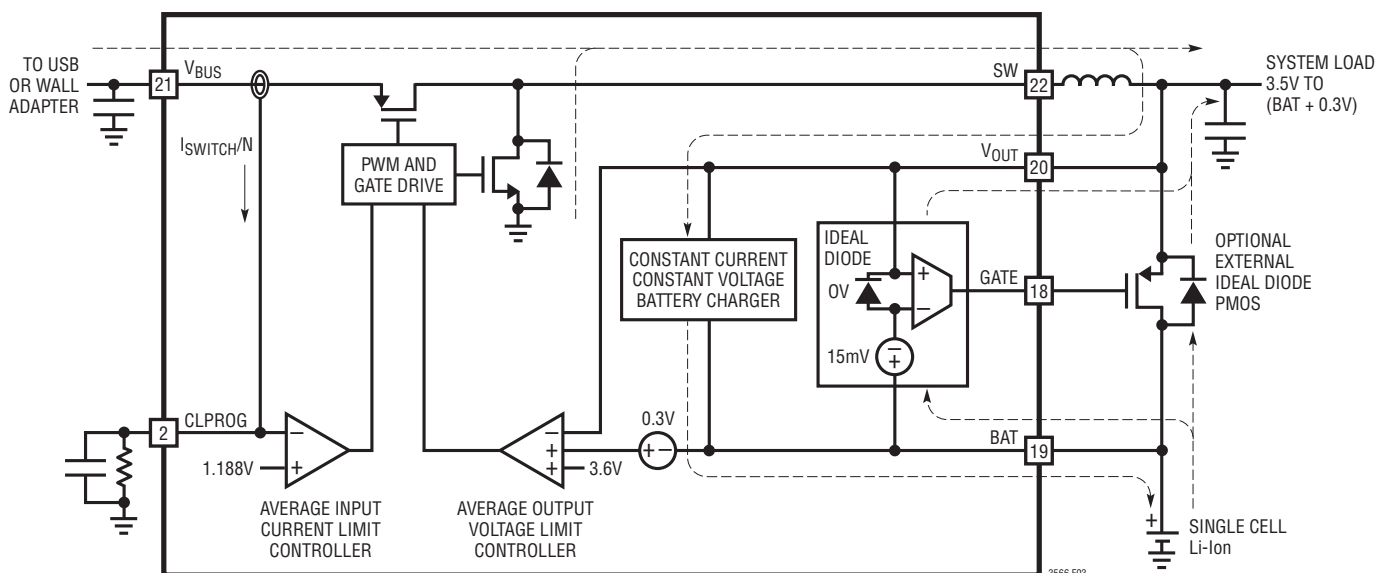 TO USB
OR WALL
ADAPTER
21
VBUS
SW
22
SYSTEM LOAD
3.5V TO
(BAT + 0.3V)
ISWITCH/N
PWM AND
GATE DRIVE
VOUT
20
CONSTANT CURRENT
CONSTANT VOLTAGE
BATTERY CHARGER
IDEAL
DIODE
0V
+
−
15mV
−
+
GATE
18
OPTIONAL
EXTERNAL
IDEAL DIODE
PMOS
2
CLPROG
−
1.188V
+
AVERAGE INPUT
CURRENT LIMIT
CONTROLLER
−
+
+
3.6V
0.3V
+ −
AVERAGE OUTPUT
VOLTAGE LIMIT
CONTROLLER
BAT
19
+
SINGLE CELL
Li-Ion